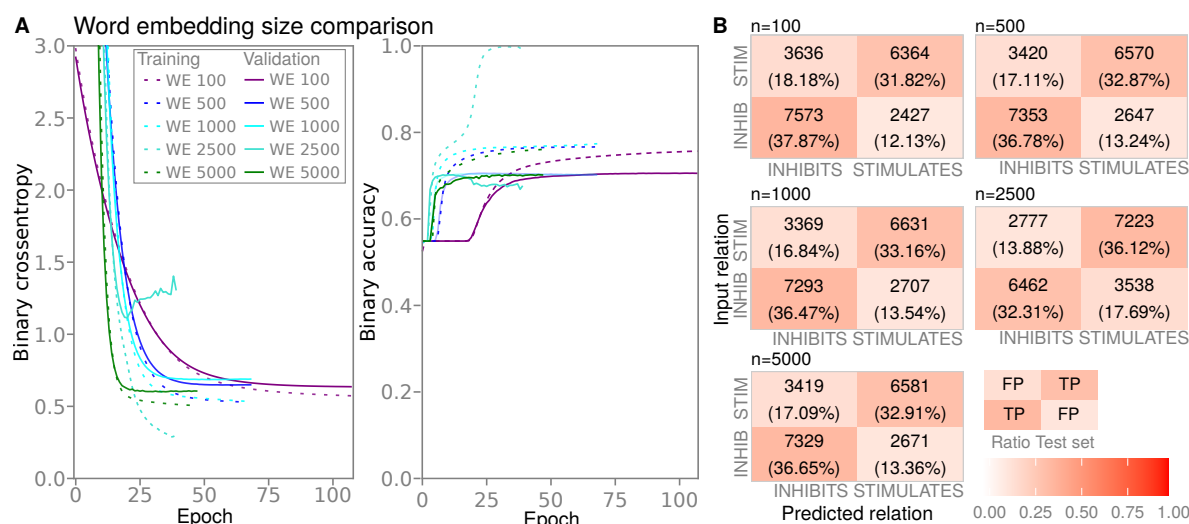 A Word embedding size comparison
Binary crossentropy
3.0
2.5
2.0
1.5
1.0
0.5
0.0
0 25 50 75 100
Epoch
Training Validation
WE 100 WE 100
WE 500 WE 500
WE 1000 WE 1000
WE 2500 WE 2500
WE 5000 WE 5000
Binary accuracy
1.0
0.8
0.6
0.4
0.2
0.0
0 25 50 75 100
Epoch
B
Input relation
n=100
STIM
3636 6364
(18.18%) (31.82%)
INHIB
7573 2427
(37.87%) (12.13%)
INHIBITS STIMULATES
n=500
3420 6570
(17.11%) (32.87%)
7353 2647
(36.78%) (13.24%)
INHIBITS STIMULATES
n=1000
STIM
3369 6631
(16.84%) (33.16%)
INHIB
7293 2707
(36.47%) (13.54%)
INHIBITS STIMULATES
n=2500
2777 7223
(13.88%) (36.12%)
6462 3538
(32.31%) (17.69%)
INHIBITS STIMULATES
n=5000
STIM
3419 6581
(17.09%) (32.91%)
INHIB
7329 2671
(36.65%) (13.36%)
INHIBITS STIMULATES
Predicted relation
FP TP
TP FP
Ratio Test set
0.00 0.25 0.50 0.75 1.00